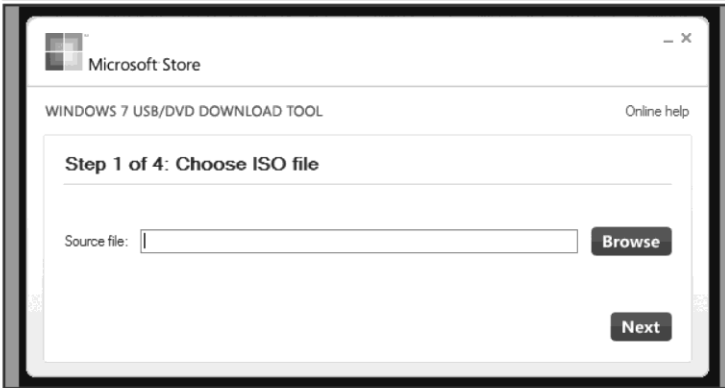 Microsoft Store
WINDOWS 7 USB/DVD DOWNLOAD TOOL Online help
Step 1 of 4: Choose ISO file
Source file: Browse
Next